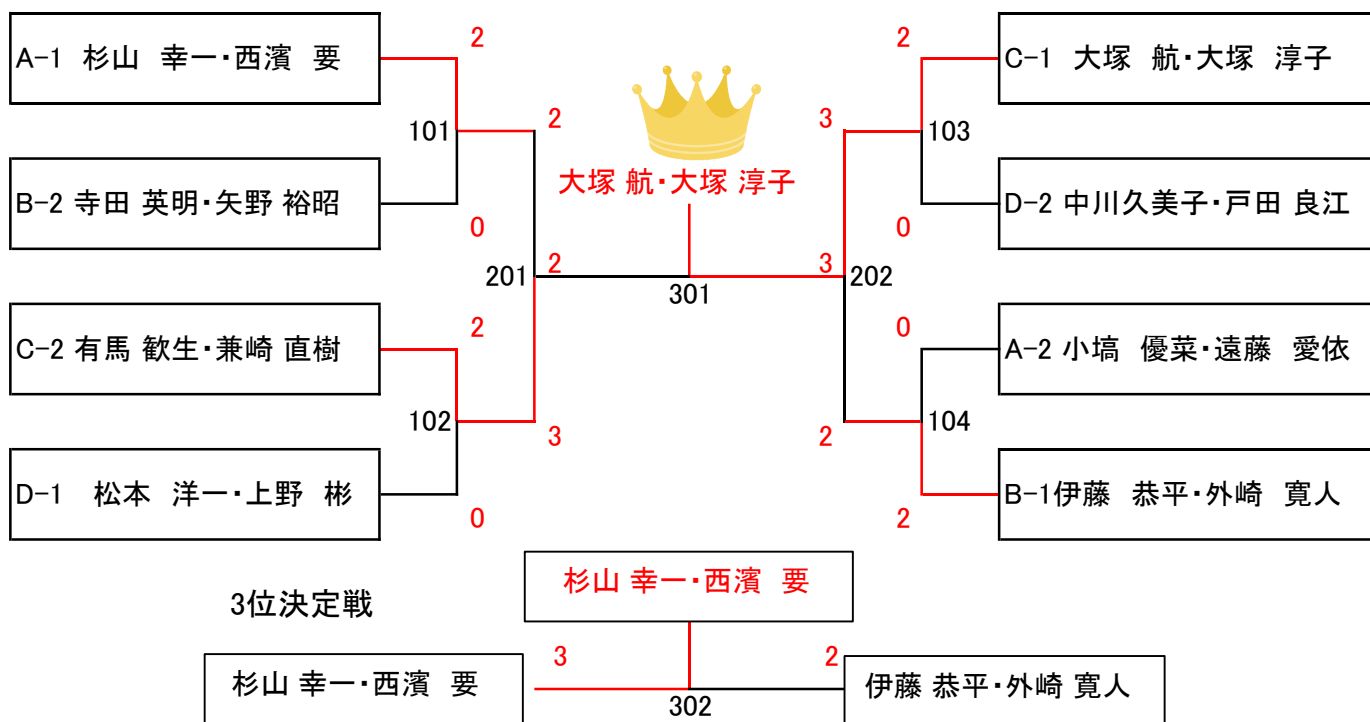 2
2
A-1 杉山 幸一・西濱 要
C-1 大塚 航・大塚 淳子
101
2
3
103
大塚 航・大塚 淳子
B-2 寺田 英明・矢野 裕昭
D-2 中川久美子・戸田 良江
0
0
201
2
301
3
202
2
0
C-2 有馬 歓生・兼崎 直樹
A-2 小塙 優菜・遠藤 愛依
102
3
2
104
D-1 松本 洋一・上野 彬
B-1伊藤 恭平・外崎 寛人
0
2
杉山 幸一・西濱 要
3位決定戦
3
2
杉山 幸一・西濱 要
302
伊藤 恭平・外崎 寛人